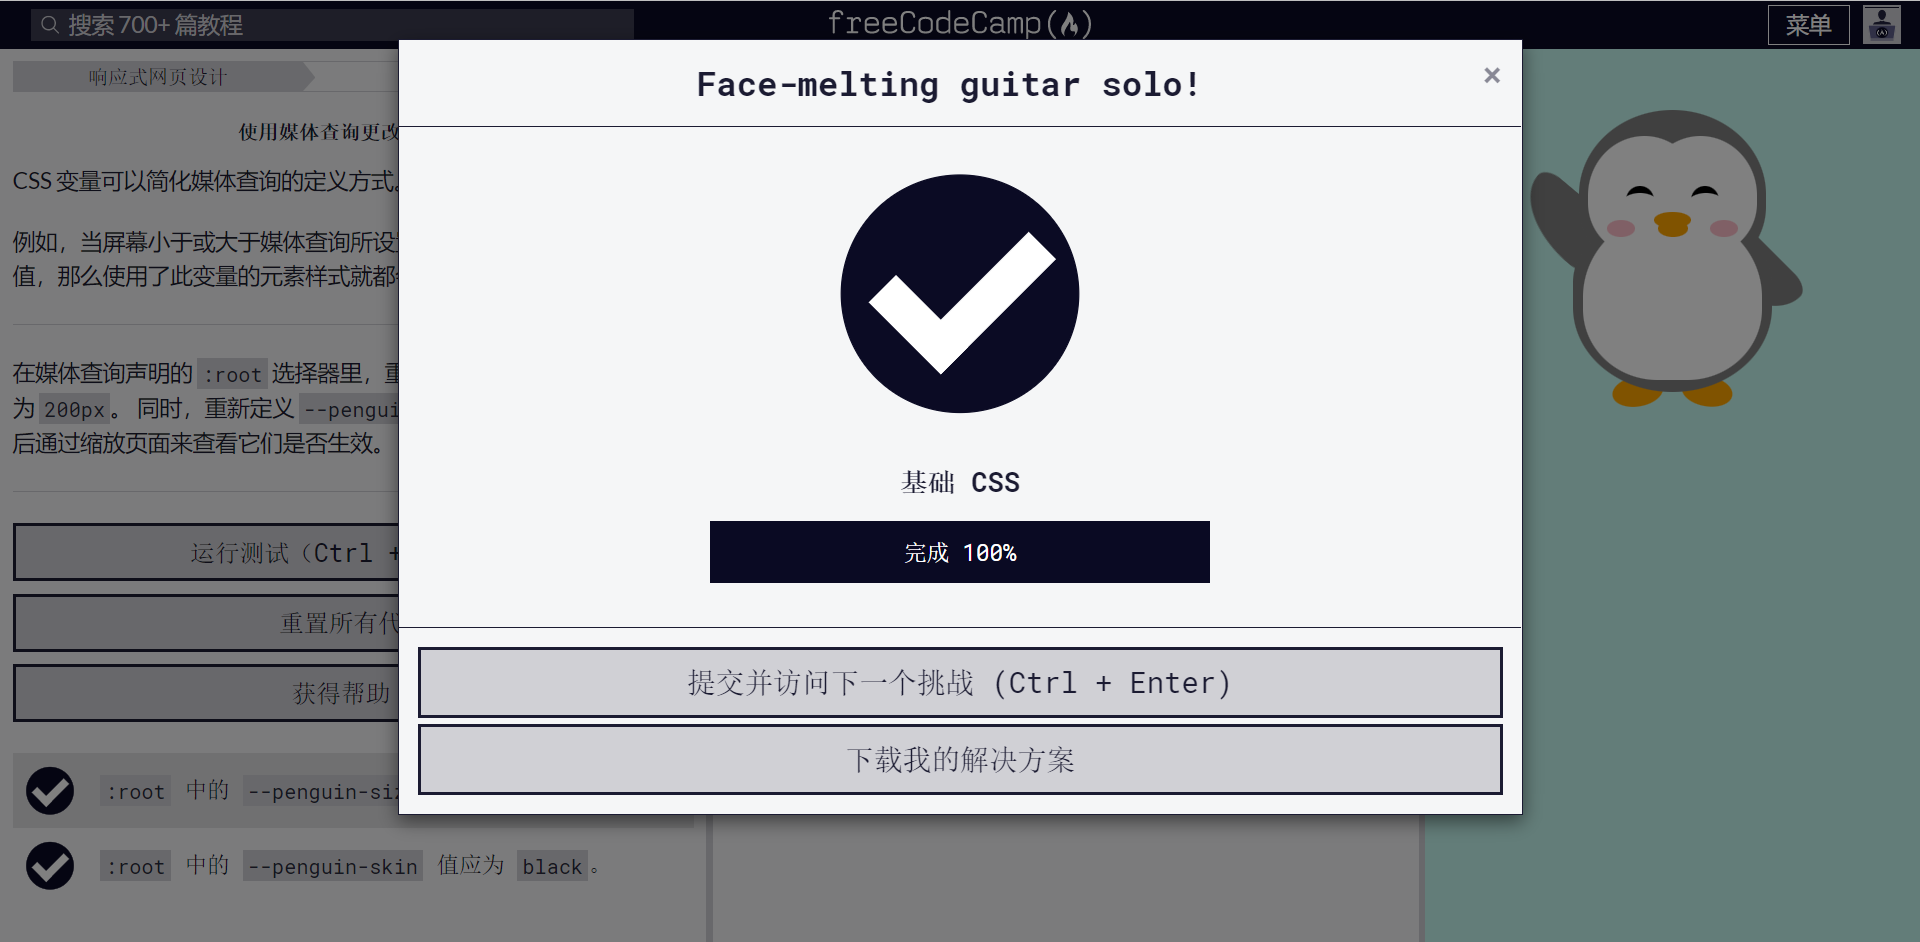 搜索 700+ 篇教程
freeCodeCamp(🔥)
菜单
响应式网页设计
使用媒体查询更改
CSS 变量可以简化媒体查询的定义方式。
例如，当屏幕小于或大于媒体查询所设
值，那么使用了此变量的元素样式就都
在媒体查询声明的 :root 选择器里，重
为 200px 。 同时，重新定义 --pengui
后通过缩放页面来查看它们是否生效。
运行测试（Ctrl +
重置所有代
获得帮助
:root 中的 --penguin-siz
:root 中的 --penguin-skin 值应为 black 。
Face-melting guitar solo!
×
基础 CSS
完成 100%
提交并访问下一个挑战 (Ctrl + Enter)
下载我的解决方案